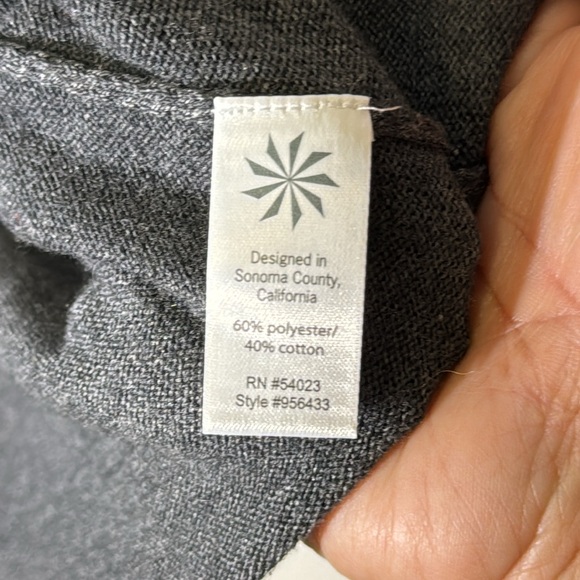 Designed in
Sonoma County,
California
60% polyester/
40% cotton
RN #54023
Style #956433